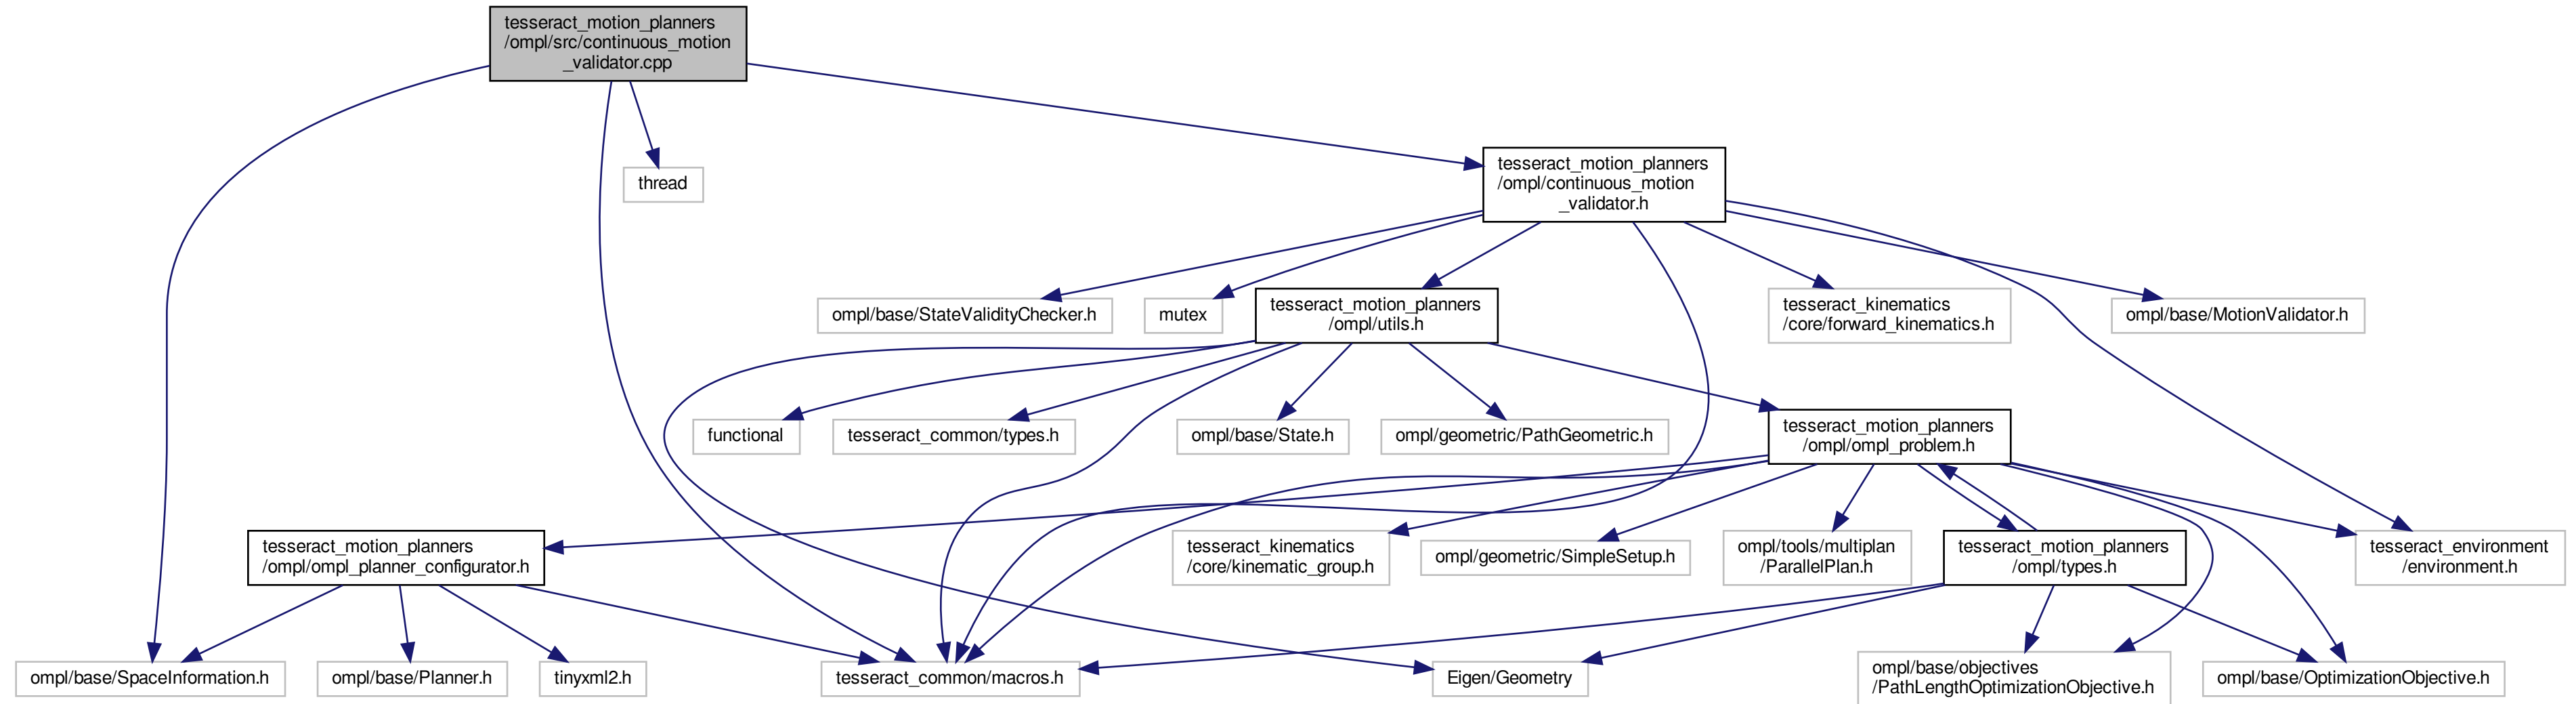 tesseract_motion_planners
/ompl/src/continuous_motion
_validator.cpp
thread
tesseract_motion_planners
/ompl/continuous_motion
_validator.h
ompl/base/StateValidityChecker.h
mutex
tesseract_motion_planners
/ompl/utils.h
tesseract_kinematics
/core/forward_kinematics.h
ompl/base/MotionValidator.h
functional
tesseract_common/types.h
ompl/base/State.h
ompl/geometric/PathGeometric.h
tesseract_motion_planners
/ompl/ompl_problem.h
tesseract_motion_planners
/ompl/ompl_planner_configurator.h
tesseract_kinematics
/core/kinematic_group.h
ompl/geometric/SimpleSetup.h
ompl/tools/multiplan
/ParallelPlan.h
tesseract_motion_planners
/ompl/types.h
tesseract_environment
/environment.h
ompl/base/SpaceInformation.h
ompl/base/Planner.h
tinyxml2.h
tesseract_common/macros.h
Eigen/Geometry
ompl/base/objectives
/PathLengthOptimizationObjective.h
ompl/base/OptimizationObjective.h